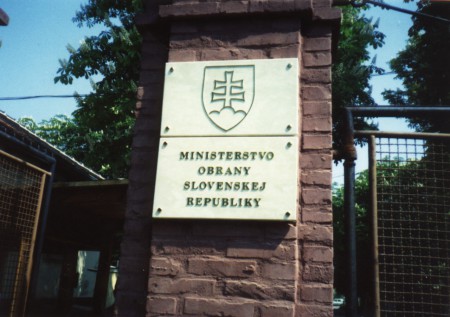 MINISTERSTVO
OBRANY
SLOVENSKEJ
REPUBLIKY